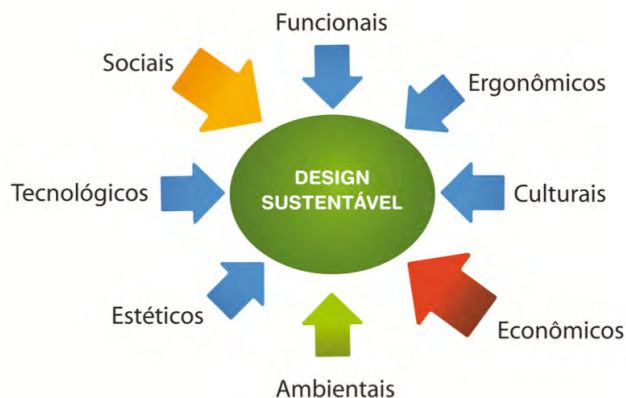 Funcionais
Sociais
Ergonômicos
DESIGN
SUSTENTÁVEL
Tecnológicos
Culturais
Estéticos
Econômicos
Ambientais